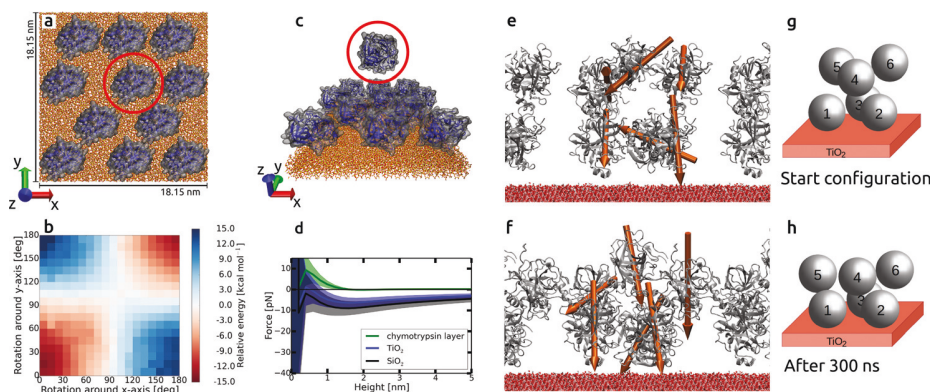 a
18.15 nm
18.15 nm
y
z
x
b
Rotation around y-axis [deg]
180
150
120
90
60
30
0
0 30 60 90 120 150 180
Rotation around x-axis [deg]
15.0
12.0
9.0
6.0
3.0
0.0
-3.0
-6.0
-9.0
-12.0
-15.0
Relative energy [kcal mol⁻¹]
c
z
y
x
d
Force [pN]
10
0
−10
−20
−30
−40
0 1 2 3 4 5
Height [nm]
chymotrypsin layer
TiO₂
SiO₂
e
f
g
5
4
6
1
3
2
TiO₂
Start configuration
h
5
4
6
1
3
2
TiO₂
After 300 ns